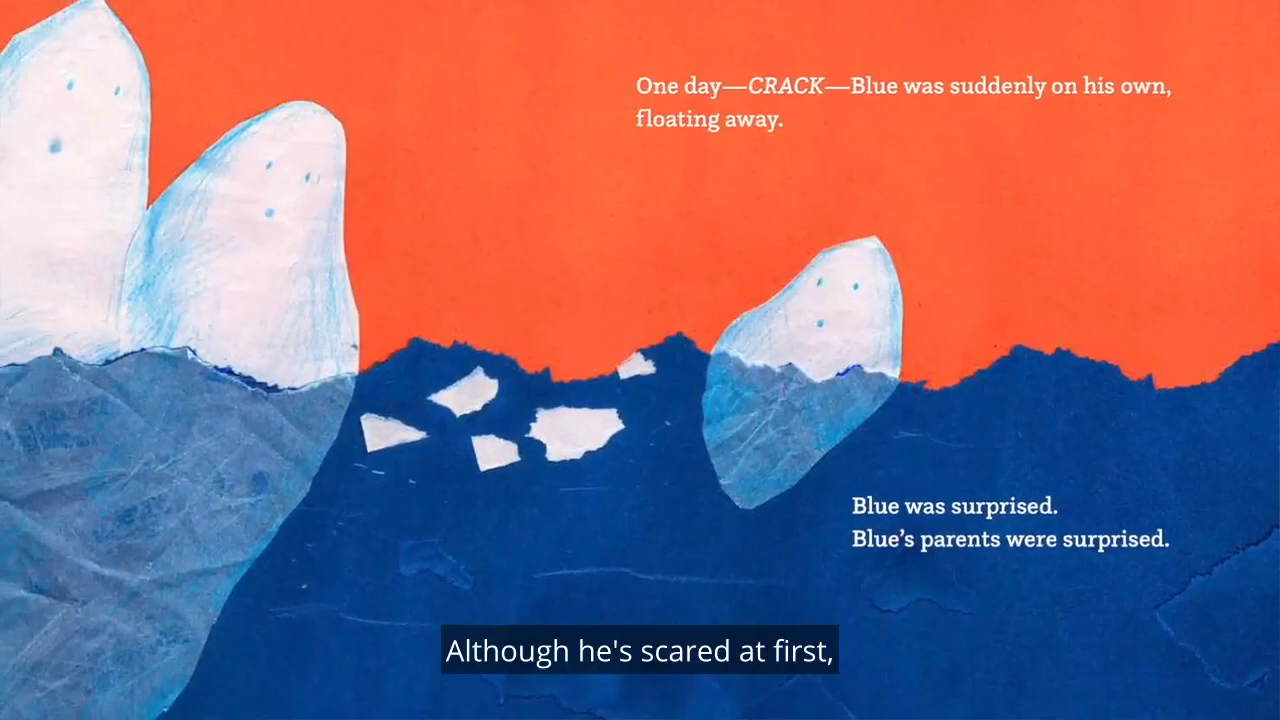 One day—CRACK—Blue was suddenly on his own,
floating away.
Blue was surprised.
Blue’s parents were surprised.
Although he's scared at first,